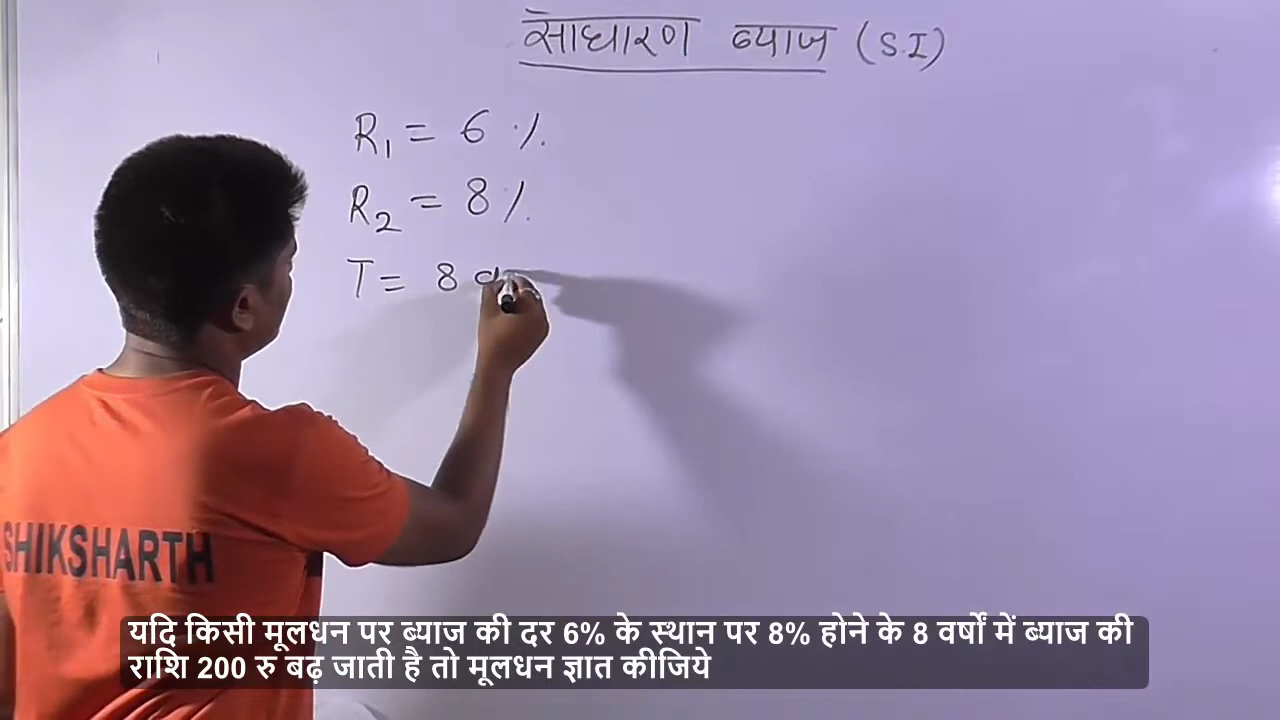 साधारण ब्याज (S.I)
R₁ = 6 %
R₂ = 8 %
T = 8 व
SHIKSHARTH
यदि किसी मूलधन पर ब्याज की दर 6% के स्थान पर 8% होने के 8 वर्षों में ब्याज की
राशि 200 रु बढ़ जाती है तो मूलधन ज्ञात कीजिये